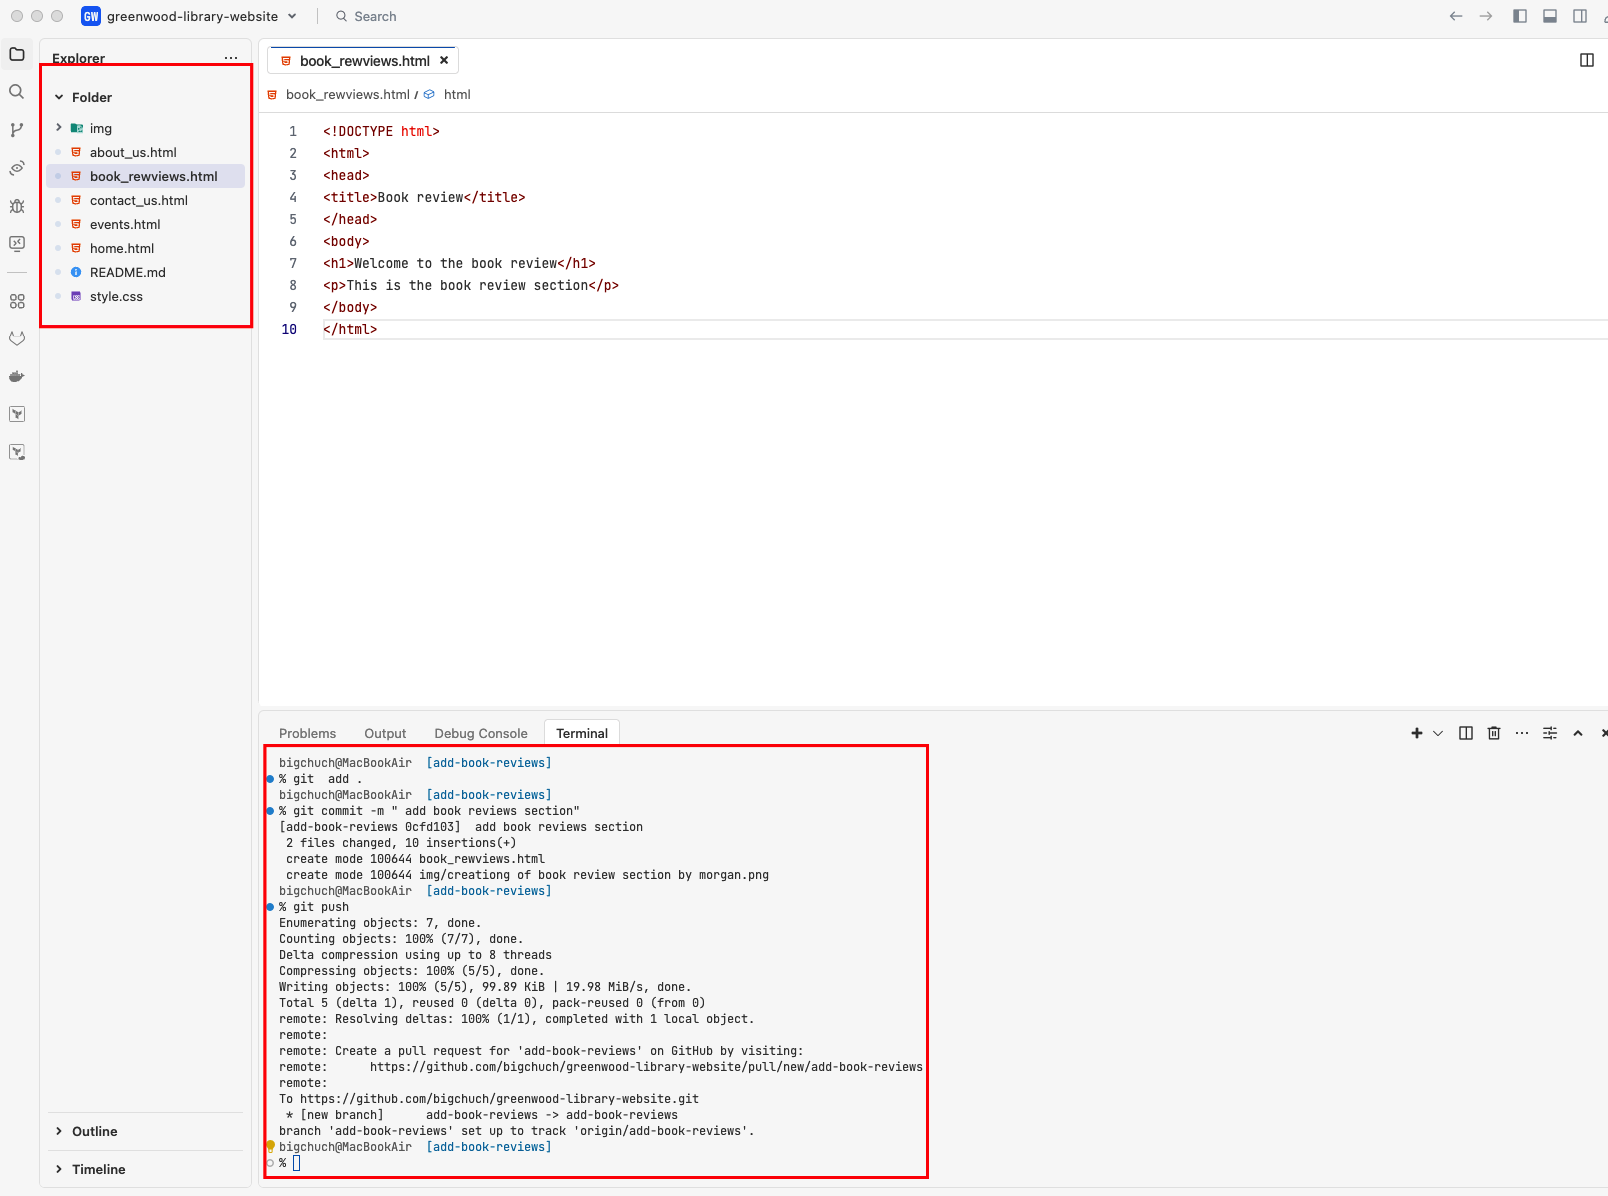 GW greenwood-library-website
Search
Explorer
Folder
img
about_us.html
book_rewviews.html
contact_us.html
events.html
home.html
README.md
style.css
Outline
Timeline
book_rewviews.html
book_rewviews.html / html
1 <!DOCTYPE html>
2 <html>
3 <head>
4 <title>Book review</title>
5 </head>
6 <body>
7 <h1>Welcome to the book review</h1>
8 <p>This is the book review section</p>
9 </body>
10 </html>
Problems Output Debug Console Terminal
bigchuch@MacBookAir [add-book-reviews]
% git  add .
bigchuch@MacBookAir [add-book-reviews]
% git commit -m " add book reviews section"
[add-book-reviews 0cfd103]  add book reviews section
2 files changed, 10 insertions(+)
create mode 100644 book_rewviews.html
create mode 100644 img/creationg of book review section by morgan.png
bigchuch@MacBookAir [add-book-reviews]
% git push
Enumerating objects: 7, done.
Counting objects: 100% (7/7), done.
Delta compression using up to 8 threads
Compressing objects: 100% (5/5), done.
Writing objects: 100% (5/5), 99.89 KiB | 19.98 MiB/s, done.
Total 5 (delta 1), reused 0 (delta 0), pack-reused 0 (from 0)
remote: Resolving deltas: 100% (1/1), completed with 1 local object.
remote:
remote: Create a pull request for 'add-book-reviews' on GitHub by visiting:
remote:      https://github.com/bigchuch/greenwood-library-website/pull/new/add-book-reviews
remote:
To https://github.com/bigchuch/greenwood-library-website.git
* [new branch]      add-book-reviews -> add-book-reviews
branch 'add-book-reviews' set up to track 'origin/add-book-reviews'.
bigchuch@MacBookAir [add-book-reviews]
%